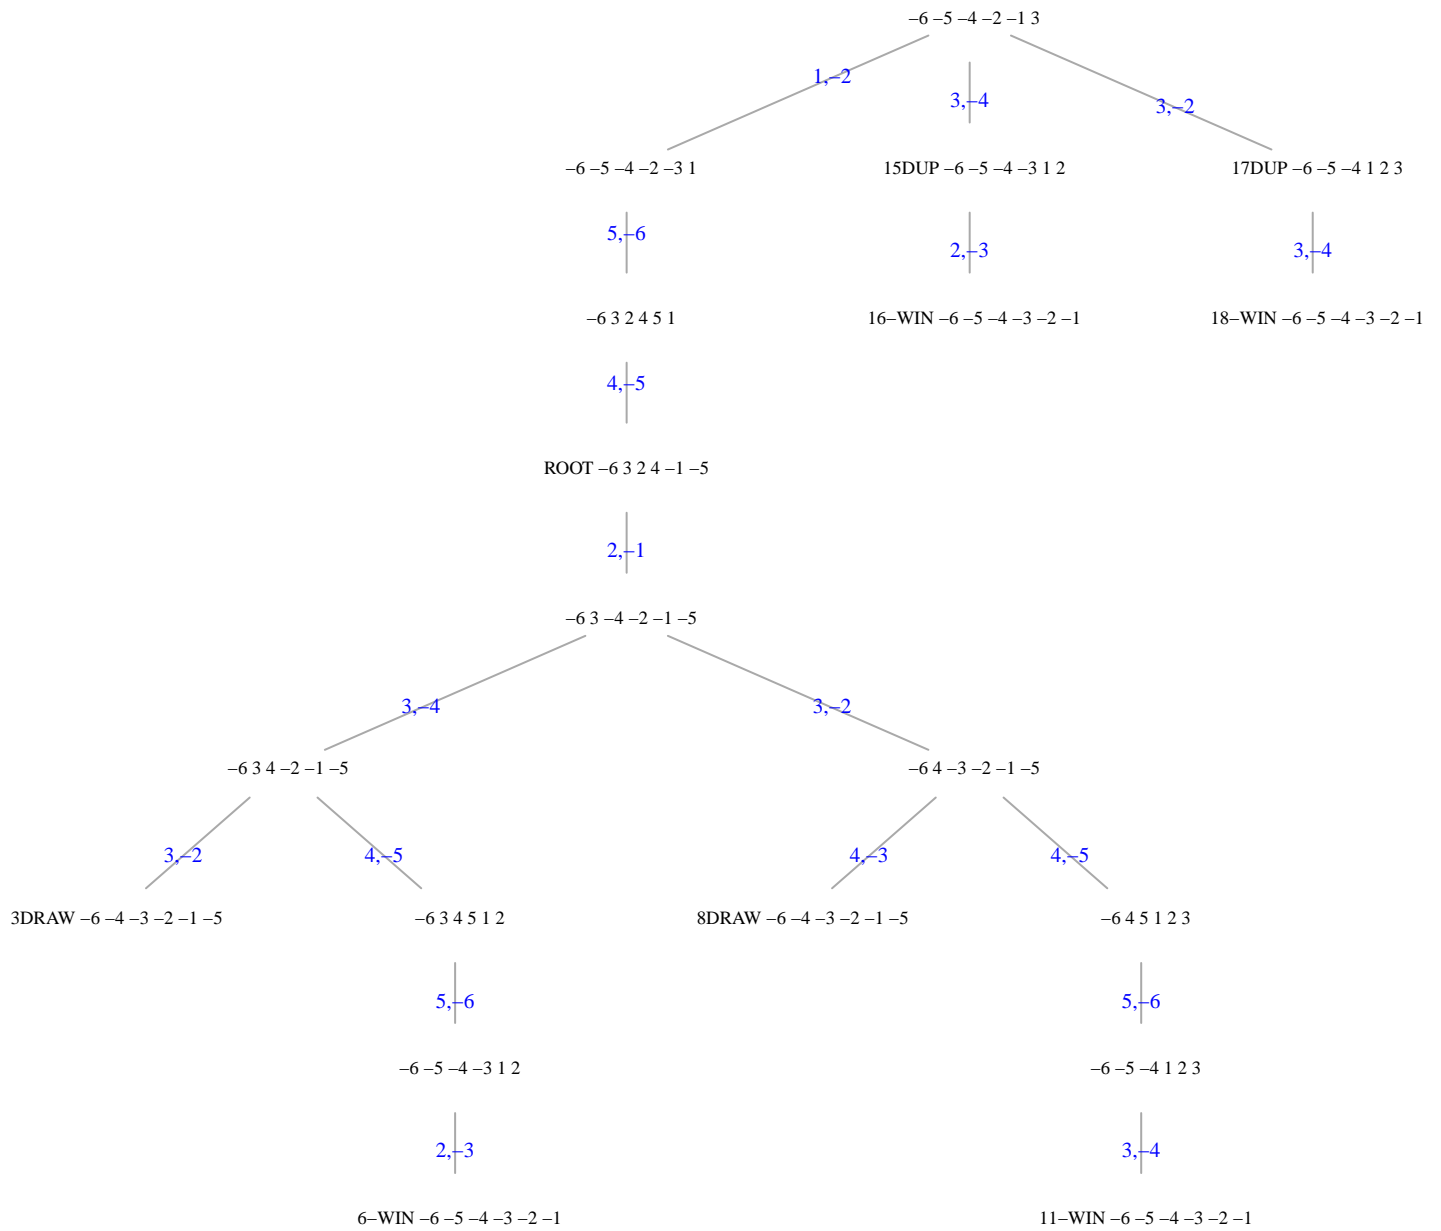 –6 –5 –4 –2 –1 3
1,–2
3,–4
3,–2
–6 –5 –4 –2 –3 1
15DUP –6 –5 –4 –3 1 2
17DUP –6 –5 –4 1 2 3
5,–6
2,–3
3,–4
–6 3 2 4 5 1
16–WIN –6 –5 –4 –3 –2 –1
18–WIN –6 –5 –4 –3 –2 –1
4,–5
ROOT –6 3 2 4 –1 –5
2,–1
–6 3 –4 –2 –1 –5
3,–4
3,–2
–6 3 4 –2 –1 –5
–6 4 –3 –2 –1 –5
3,–2
4,–5
4,–3
4,–5
3DRAW –6 –4 –3 –2 –1 –5
–6 3 4 5 1 2
8DRAW –6 –4 –3 –2 –1 –5
–6 4 5 1 2 3
5,–6
5,–6
–6 –5 –4 –3 1 2
–6 –5 –4 1 2 3
2,–3
3,–4
6–WIN –6 –5 –4 –3 –2 –1
11–WIN –6 –5 –4 –3 –2 –1